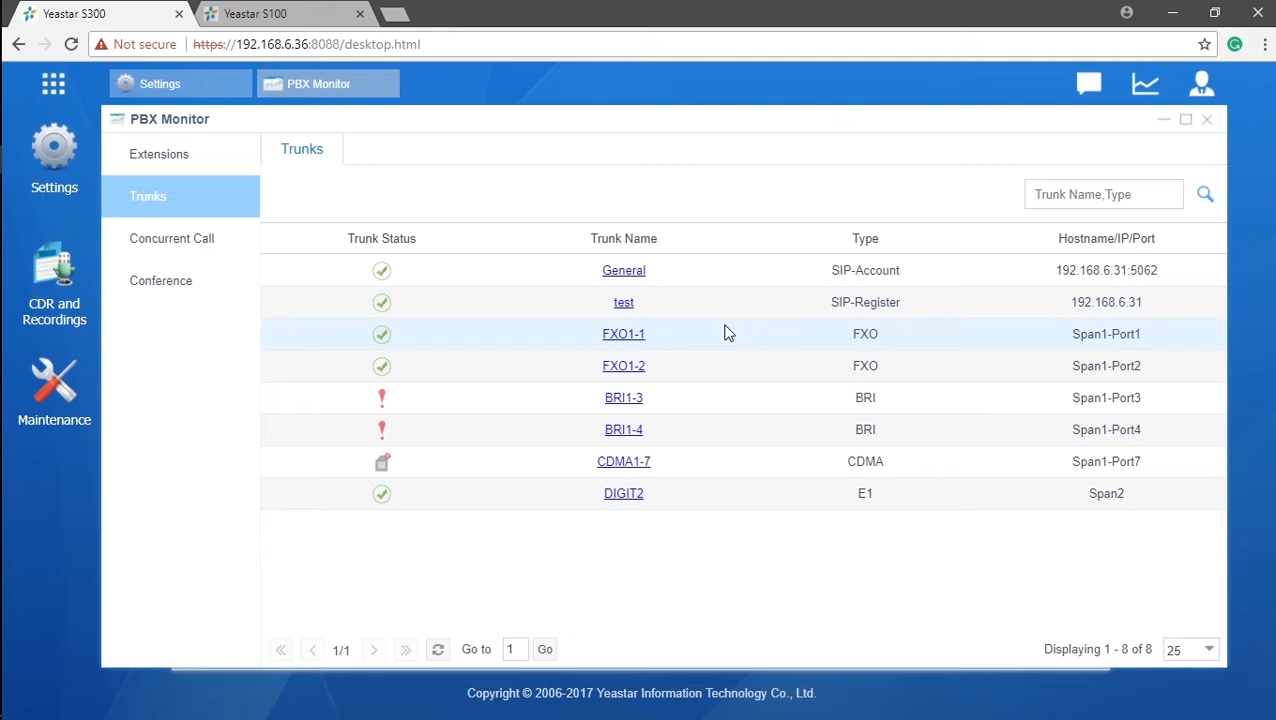 Yeastar S300
Yeastar S100
Not secure
https://192.168.6.36:8088/desktop.html
Settings
PBX Monitor
PBX Monitor
Settings
CDR and
Recordings
Maintenance
Extensions
Trunks
Concurrent Call
Conference
Trunks
Trunk Name,Type
Trunk Status Trunk Name Type Hostname/IP/Port
General SIP-Account 192.168.6.31:5062
test SIP-Register 192.168.6.31
FXO1-1 FXO Span1-Port1
FXO1-2 FXO Span1-Port2
BRI1-3 BRI Span1-Port3
BRI1-4 BRI Span1-Port4
CDMA1-7 CDMA Span1-Port7
DIGIT2 E1 Span2
1/1 Go to 1 Go Displaying 1 - 8 of 8 25
Copyright © 2006-2017 Yeastar Information Technology Co., Ltd.